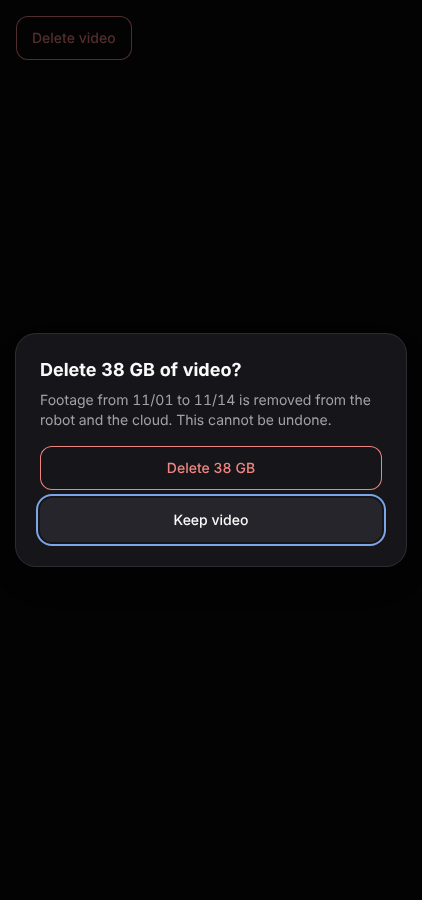 Delete video
Delete 38 GB of video?
Footage from 11/01 to 11/14 is removed from the
robot and the cloud. This cannot be undone.
Delete 38 GB
Keep video